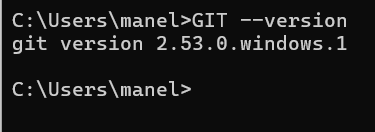 C:\Users\manel>GIT --version
git version 2.53.0.windows.1
C:\Users\manel>